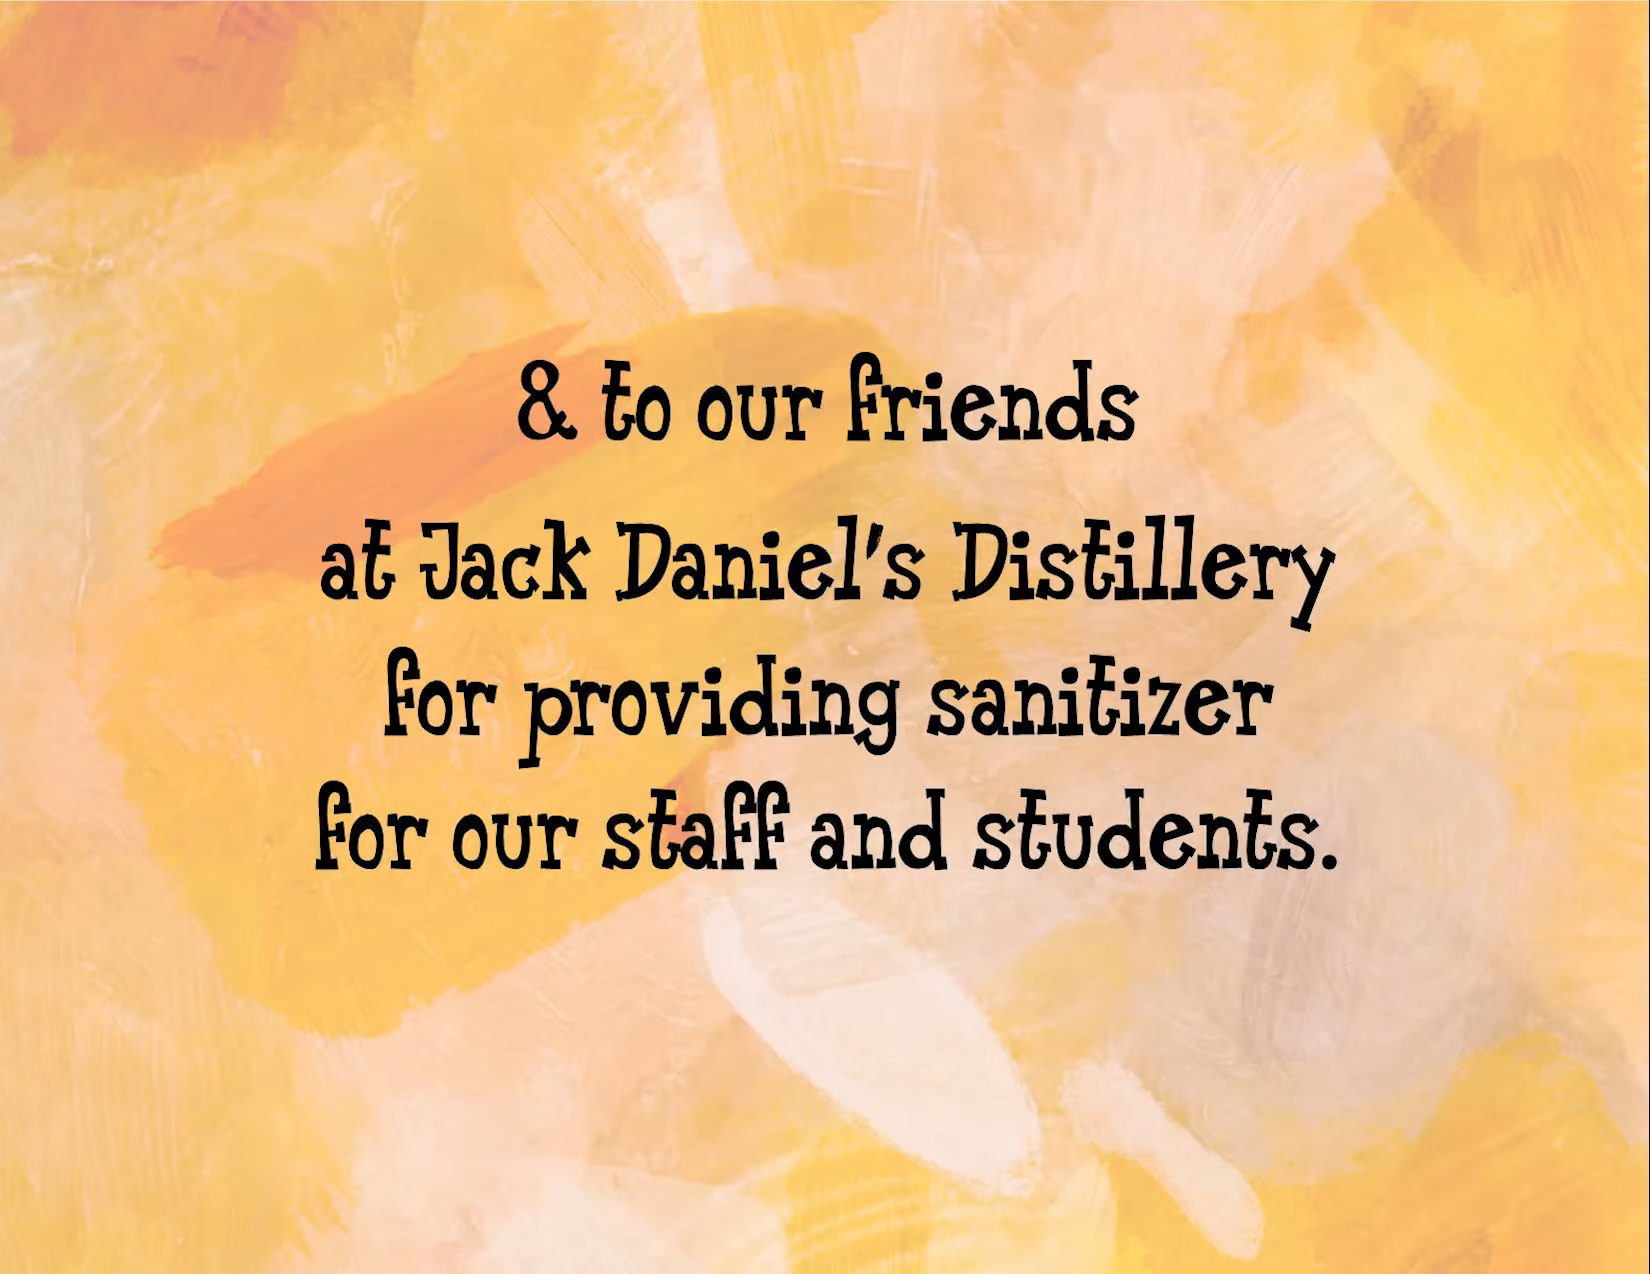 & to our friends
at Jack Daniel's Distillery
for providing sanitizer
for our staff and students.